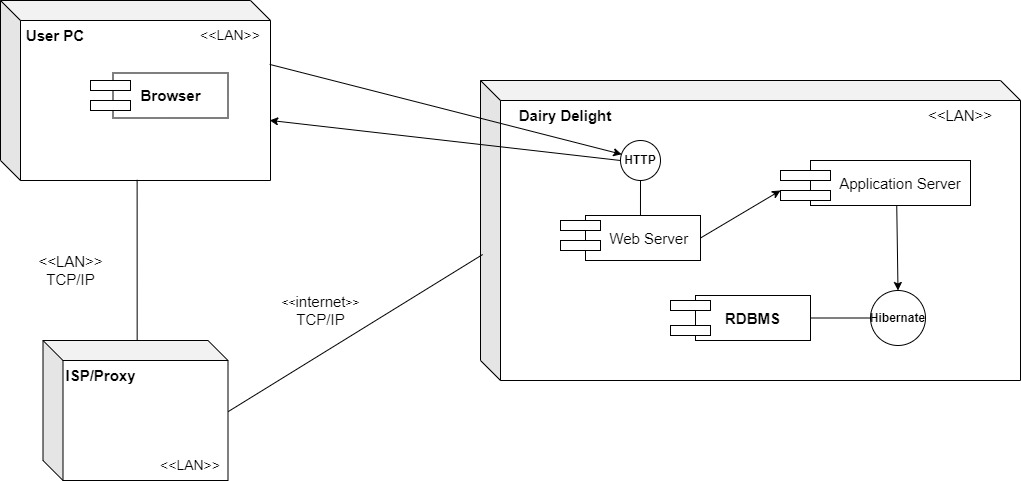 User PC
<<LAN>>
Browser
Dairy Delight
<<LAN>>
HTTP
Application Server
Web Server
<<LAN>>
TCP/IP
<<internet>>
TCP/IP
RDBMS
Hibernate
ISP/Proxy
<<LAN>>